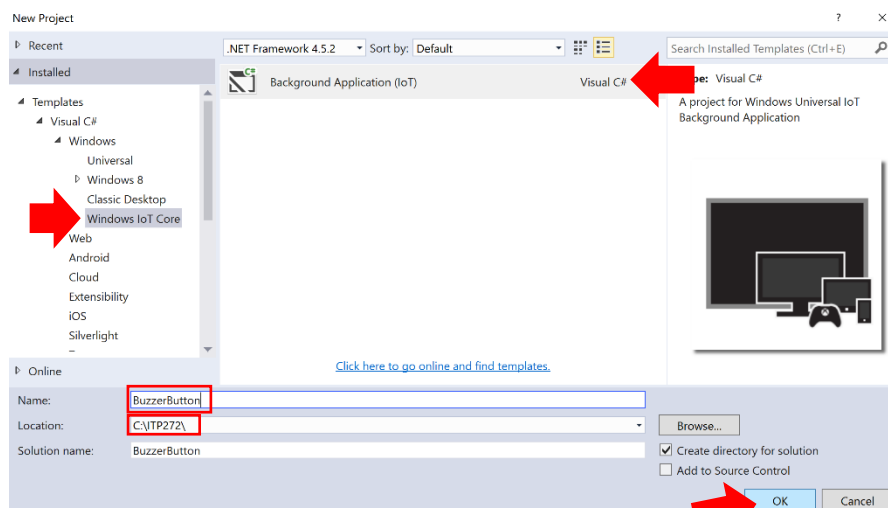 New Project
? ×
Recent
.NET Framework 4.5.2 Sort by: Default
Search Installed Templates (Ctrl+E)
Installed
Templates
Visual C#
Windows
Universal
Windows 8
Classic Desktop
Windows IoT Core
Web
Android
Cloud
Extensibility
iOS
Silverlight
Online
C#
Background Application (IoT) Visual C#
Visual C#
A project for Windows Universal IoT
Background Application
Click here to go online and find templates.
Name: BuzzerButton
Location: C:\ITP272\
Browse...
Solution name: BuzzerButton
Create directory for solution
Add to Source Control
OK Cancel